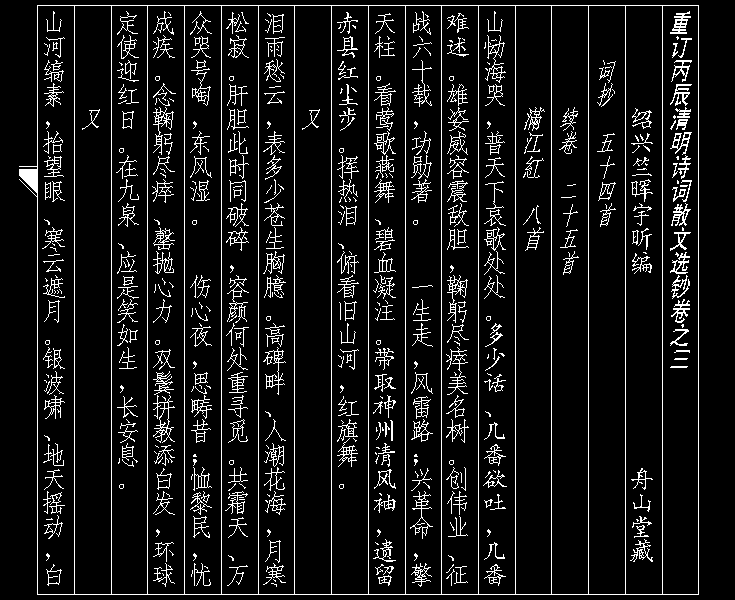 重订丙辰清明诗词散文选钞卷之三
绍兴竺晖宇昕编　舟山堂藏
词抄　五十四首
续卷　二十五首
满江红　八首
山恸海哭，普天下哀歌处处。多少话、几番欲吐，几番
难述。雄姿威容震敌胆，鞠躬尽瘁美名树。创伟业、征
战六十载，功勋著。　一生走，风雷路；兴革命，擎
天柱。看莺歌燕舞、碧血凝注。带取神州清风袖，遗留
赤县红尘步。挥热泪、俯看旧山河，红旗舞。
又
泪雨愁云，表多少苍生胸臆。高碑畔、人潮花海，月寒
松寂。肝胆此时同破碎，容颜何处重寻觅。共霜天、万
众哭号啕，东风湿。　伤心夜，思畴昔；恤黎民，忧
成疾。念鞠躬尽瘁、罄抛心力。双鬓拼教添白发，环球
定使迎红日。在九泉、应是笑如生，长安息。
又
山河缟素，抬望眼、寒云遮月。银波啸、地天摇动，白